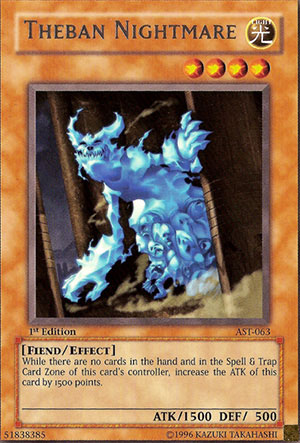 THEBAN NIGHTMARE
LIGHT
光
1st Edition
AST-063
[FIEND/EFFECT]
While there are no cards in the hand and in the Spell & Trap
Card Zone of this card's controller, increase the ATK of
this card by 1500 points.
ATK/1500 DEF/ 500
51838385
©1996 KAZUKI TAKAHASHI